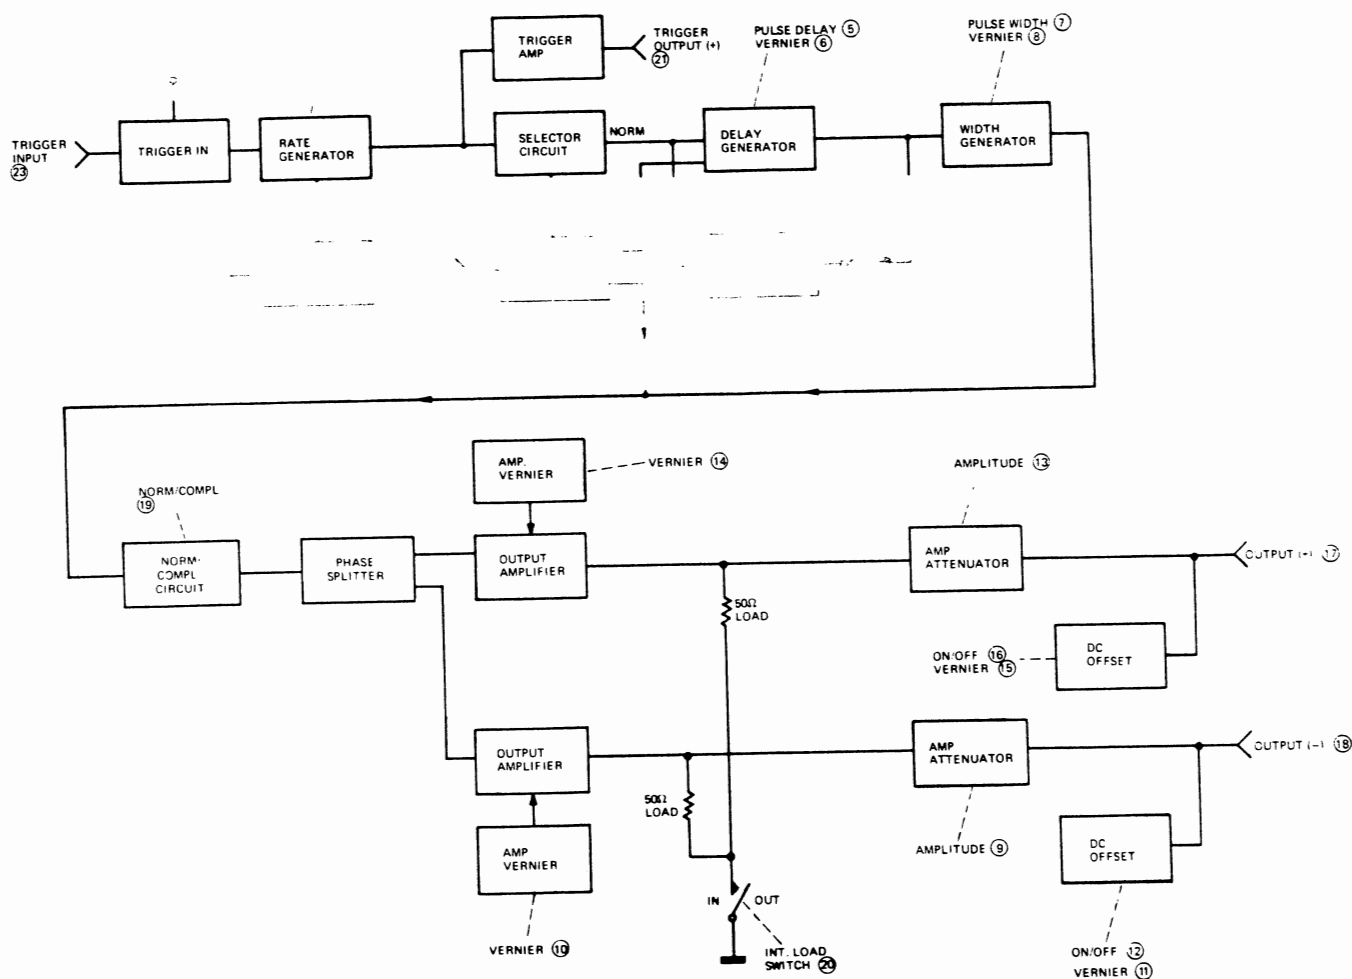 TRIGGER
AMP
TRIGGER
OUTPUT (+)
21
PULSE DELAY 5
VERNIER 6
PULSE WIDTH 7
VERNIER 8
TRIGGER
INPUT
23
TRIGGER IN
RATE
GENERATOR
SELECTOR
CIRCUIT
NORM
DELAY
GENERATOR
WIDTH
GENERATOR
AMP.
VERNIER
VERNIER 14
AMPLITUDE 13
NORM/COMPL
19
NORM-
COMPL
CIRCUIT
PHASE
SPLITTER
OUTPUT
AMPLIFIER
AMP
ATTENUATOR
OUTPUT (+) 17
50Ω
LOAD
ON/OFF 16
VERNIER 15
DC
OFFSET
OUTPUT
AMPLIFIER
AMP
ATTENUATOR
OUTPUT (-) 18
50Ω
LOAD
AMP
VERNIER
AMPLITUDE 9
DC
OFFSET
IN OUT
VERNIER 10
INT. LOAD
SWITCH 20
ON/OFF 12
VERNIER 11